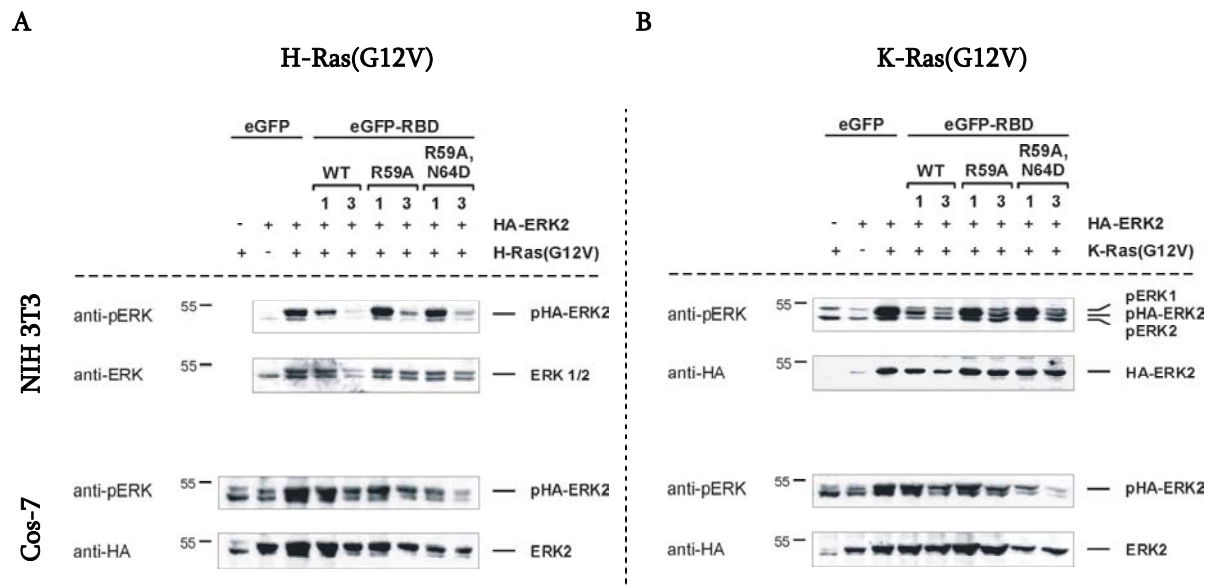 A
H-Ras(G12V)
eGFP eGFP-RBD
WT R59A R59A, N64D
1 3 1 3 1 3
- + + + + + + + + HA-ERK2
+ - + + + + + + + H-Ras(G12V)
NIH 3T3
anti-pERK 55 pHA-ERK2
anti-ERK 55 ERK 1/2
Cos-7
anti-pERK 55 pHA-ERK2
anti-HA 55 ERK2
B
K-Ras(G12V)
eGFP eGFP-RBD
WT R59A R59A, N64D
1 3 1 3 1 3
- + + + + + + + + HA-ERK2
+ - + + + + + + + K-Ras(G12V)
anti-pERK 55 pERK1
pHA-ERK2
pERK2
anti-HA 55 HA-ERK2
anti-pERK 55 pHA-ERK2
anti-HA 55 ERK2